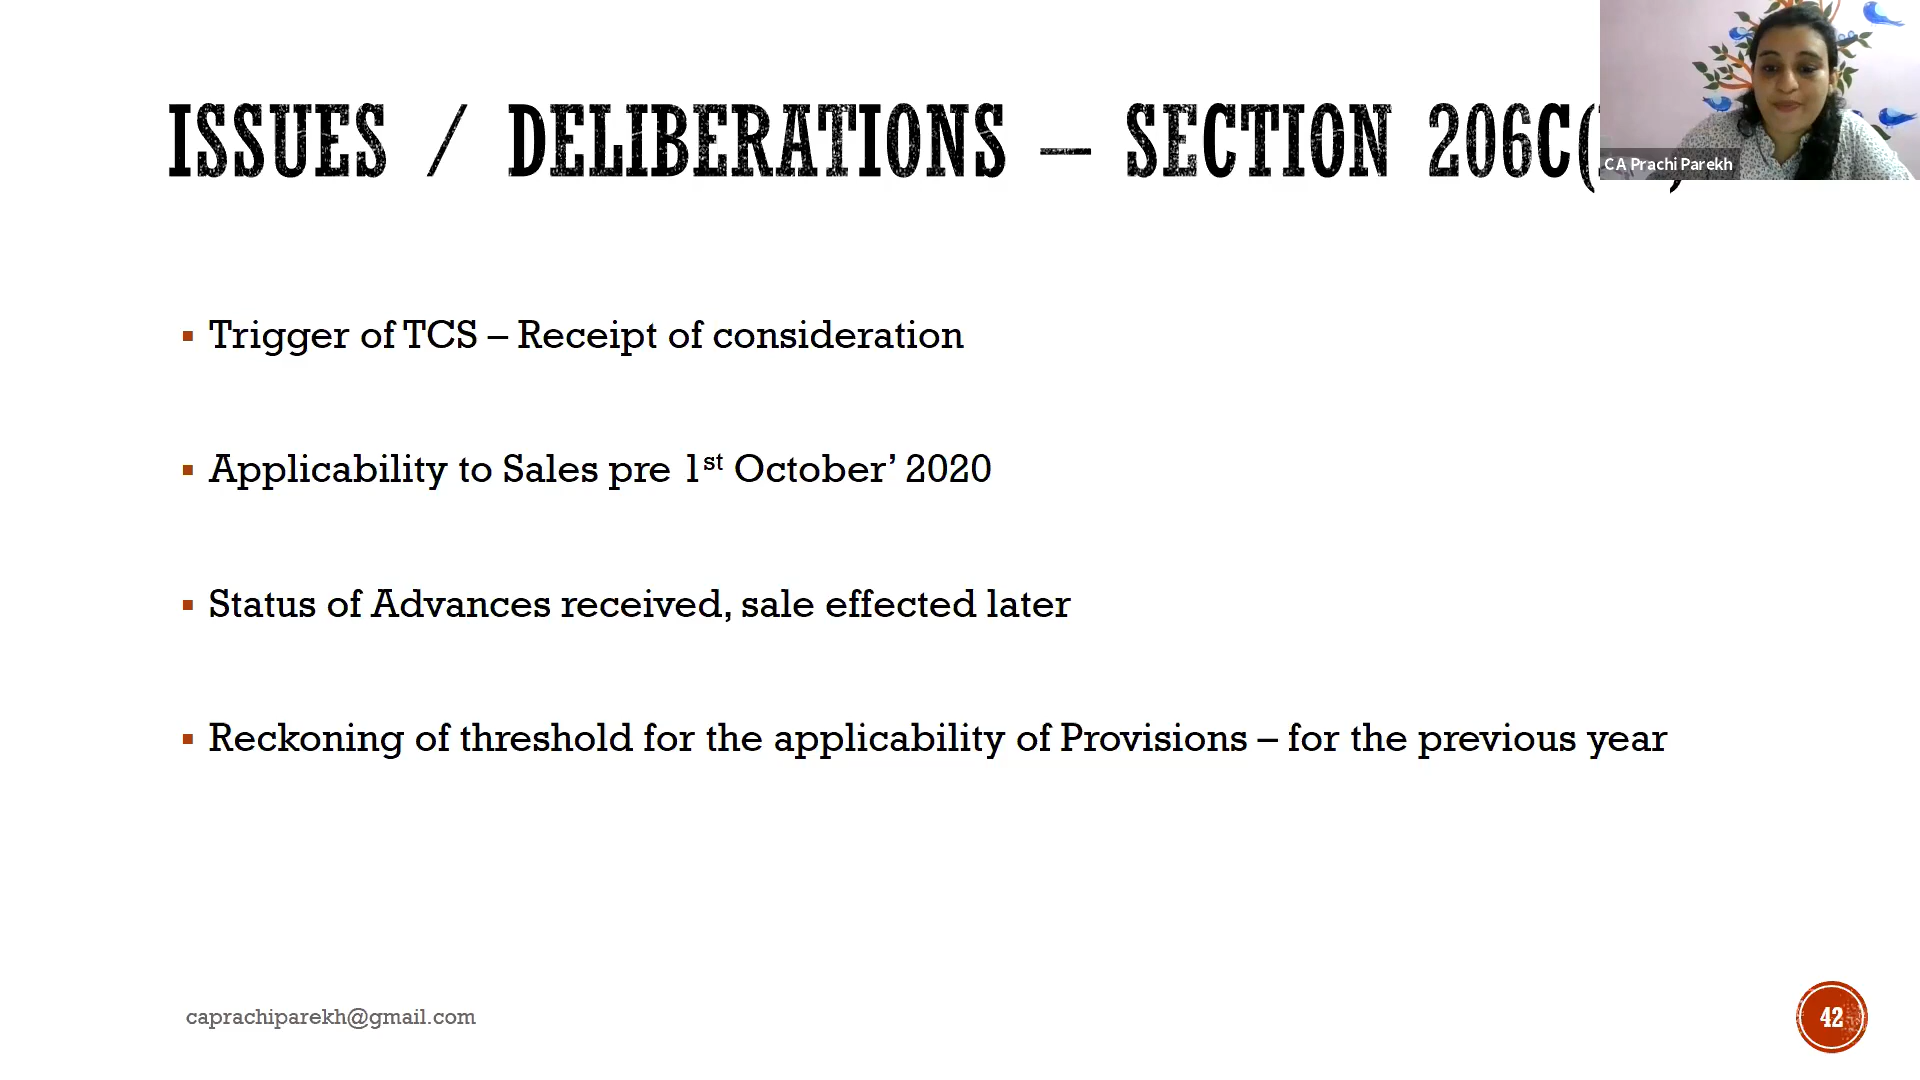 ISSUES / DELIBERATIONS – SECTION 206C(
CA Prachi Parekh
▪ Trigger of TCS – Receipt of consideration
▪ Applicability to Sales pre 1st October’ 2020
▪ Status of Advances received, sale effected later
▪ Reckoning of threshold for the applicability of Provisions – for the previous year
caprachiparekh@gmail.com
42